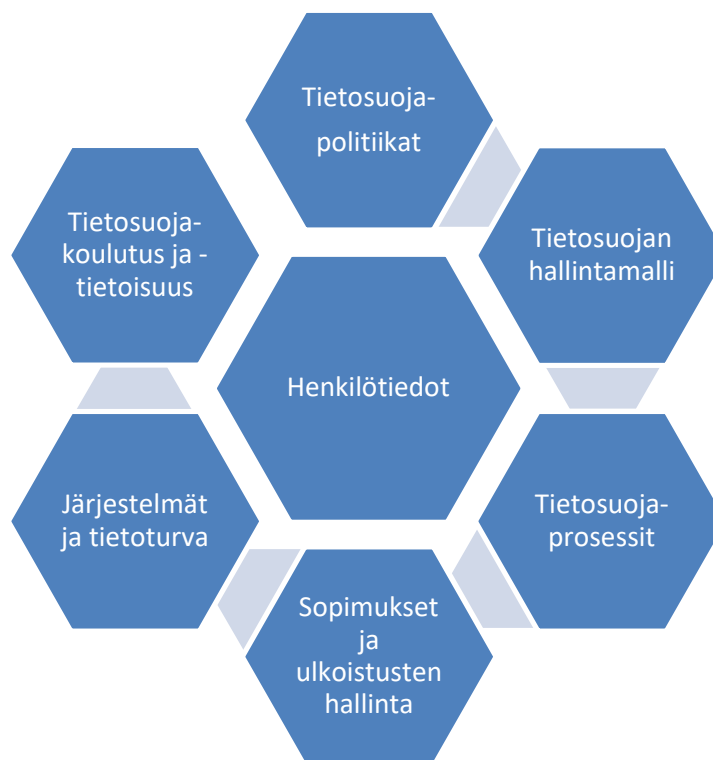 Tietosuoja-
politiikat
Tietosuojan
hallintamalli
Tietosuoja-
prosessit
Sopimukset
ja
ulkoistusten
hallinta
Järjestelmät
ja tietoturva
Tietosuoja-
koulutus ja -
tietoisuus
Henkilötiedot